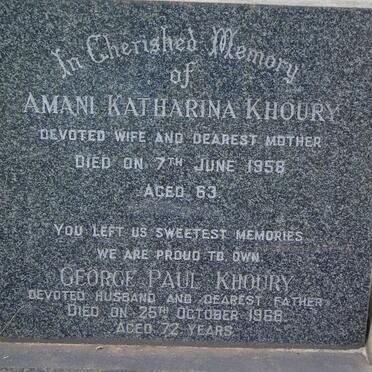 In Cherished Memory
of
AMANI KATHARINA KHOURY
DEVOTED WIFE AND DEAREST MOTHER
DIED ON 7TH JUNE 1958
AGED 63.
YOU LEFT US SWEETEST MEMORIES
WE ARE PROUD TO OWN
GEORGE PAUL KHOURY
DEVOTED HUSBAND AND DEAREST FATHER
DIED ON 25TH OCTOBER 1968.
AGED 72 YEARS